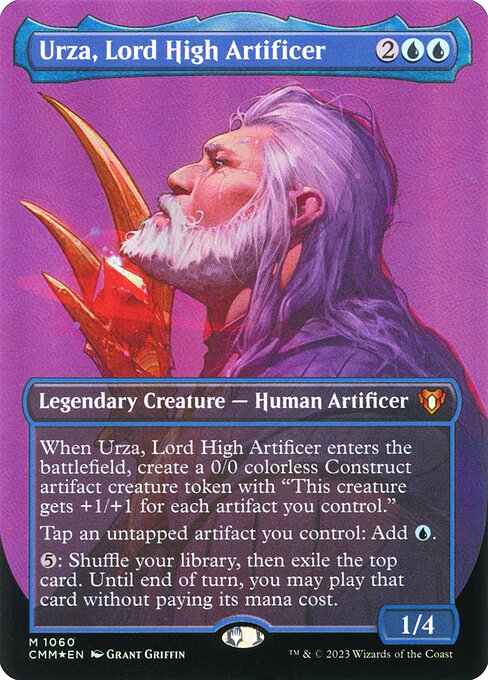 Urza, Lord High Artificer 2
Legendary Creature — Human Artificer
When Urza, Lord High Artificer enters the
battlefield, create a 0/0 colorless Construct
artifact creature token with “This creature
gets +1/+1 for each artifact you control.”
Tap an untapped artifact you control: Add .
5: Shuffle your library, then exile the top
card. Until end of turn, you may play that
card without paying its mana cost.
1/4
M 1060
CMM★EN Grant Griffin
™ & © 2023 Wizards of the Coast